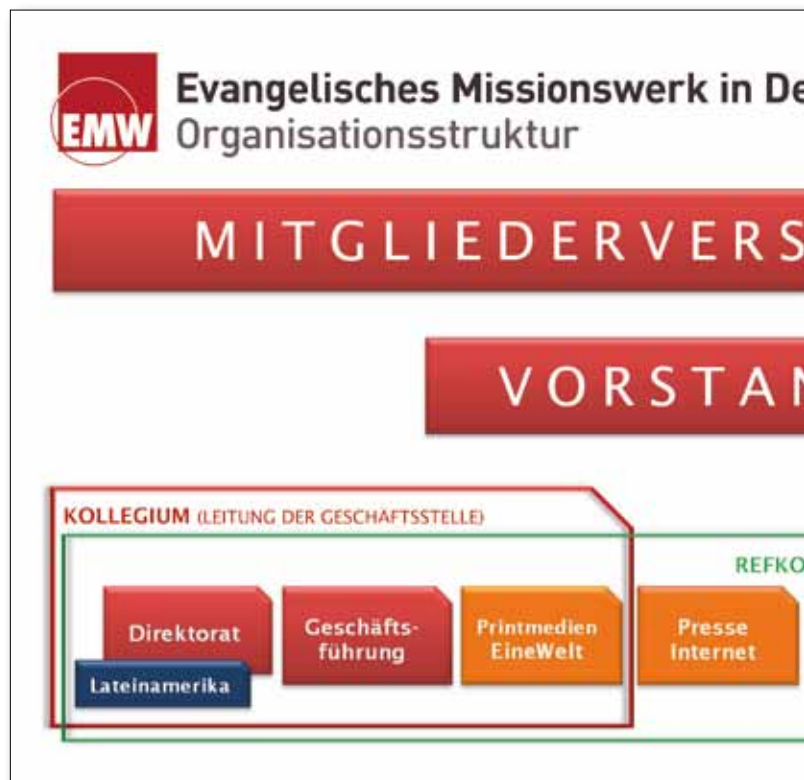 EMW
Evangelisches Missionswerk in De
Organisationsstruktur
MITGLIEDERVERS
VORSTAN
KOLLEGIUM (LEITUNG DER GESCHÄFTSSTELLE)
REFKO
Direktorat
Lateinamerika
Geschäfts-
führung
Printmedien
EineWelt
Presse
Internet